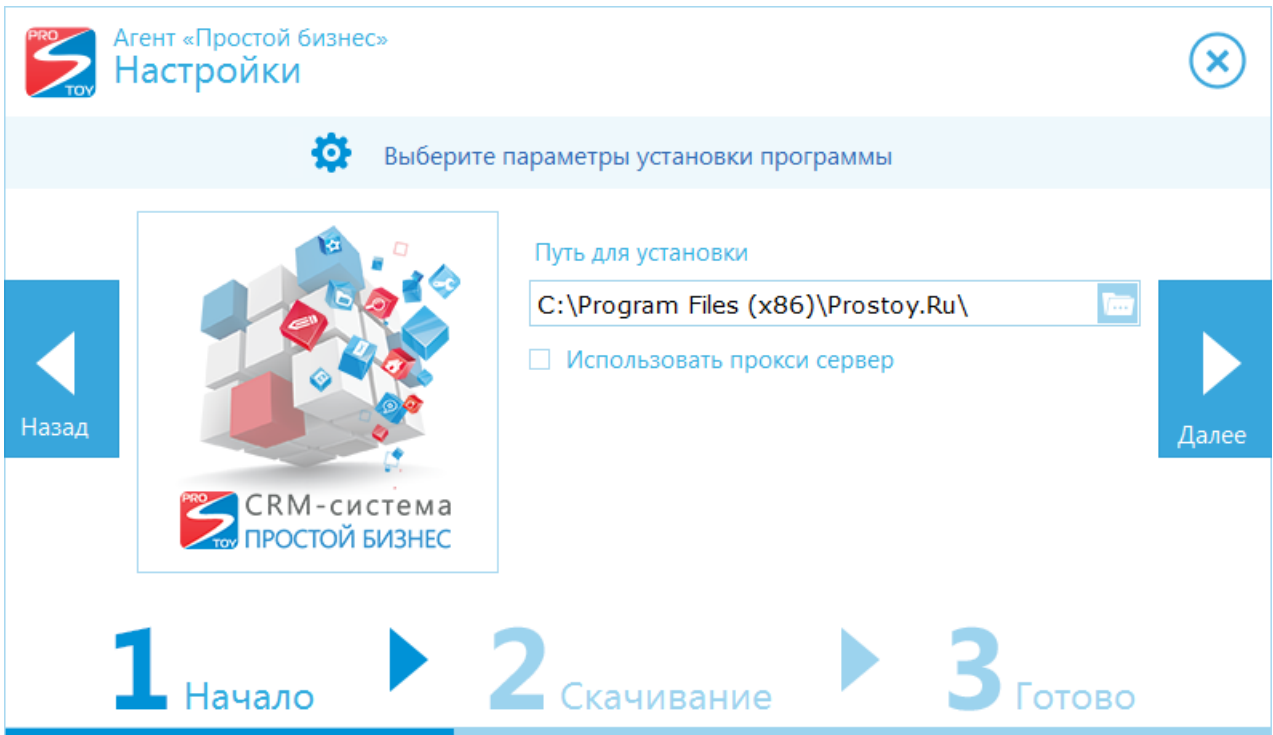 PRO
TOY
Агент «Простой бизнес»
Настройки
Выберите параметры установки программы
Путь для установки
C:\Program Files (x86)\Prostoy.Ru\
Использовать прокси сервер
Назад
Далее
PRO
TOY
CRM-система
ПРОСТОЙ БИЗНЕС
1 Начало
2 Скачивание
3 Готово